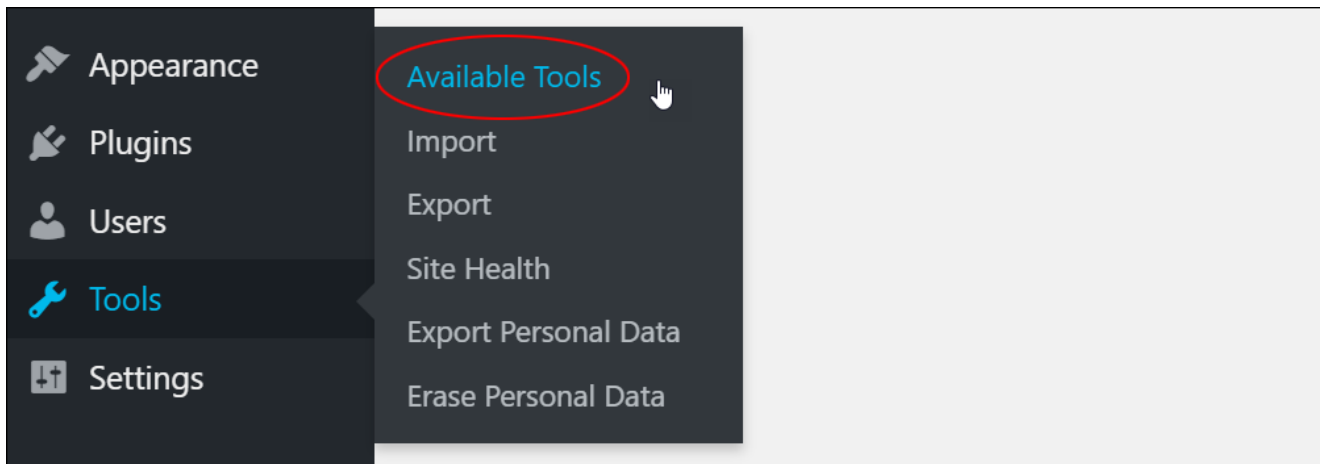 Appearance
Plugins
Users
Tools
Settings
Available Tools
Import
Export
Site Health
Export Personal Data
Erase Personal Data